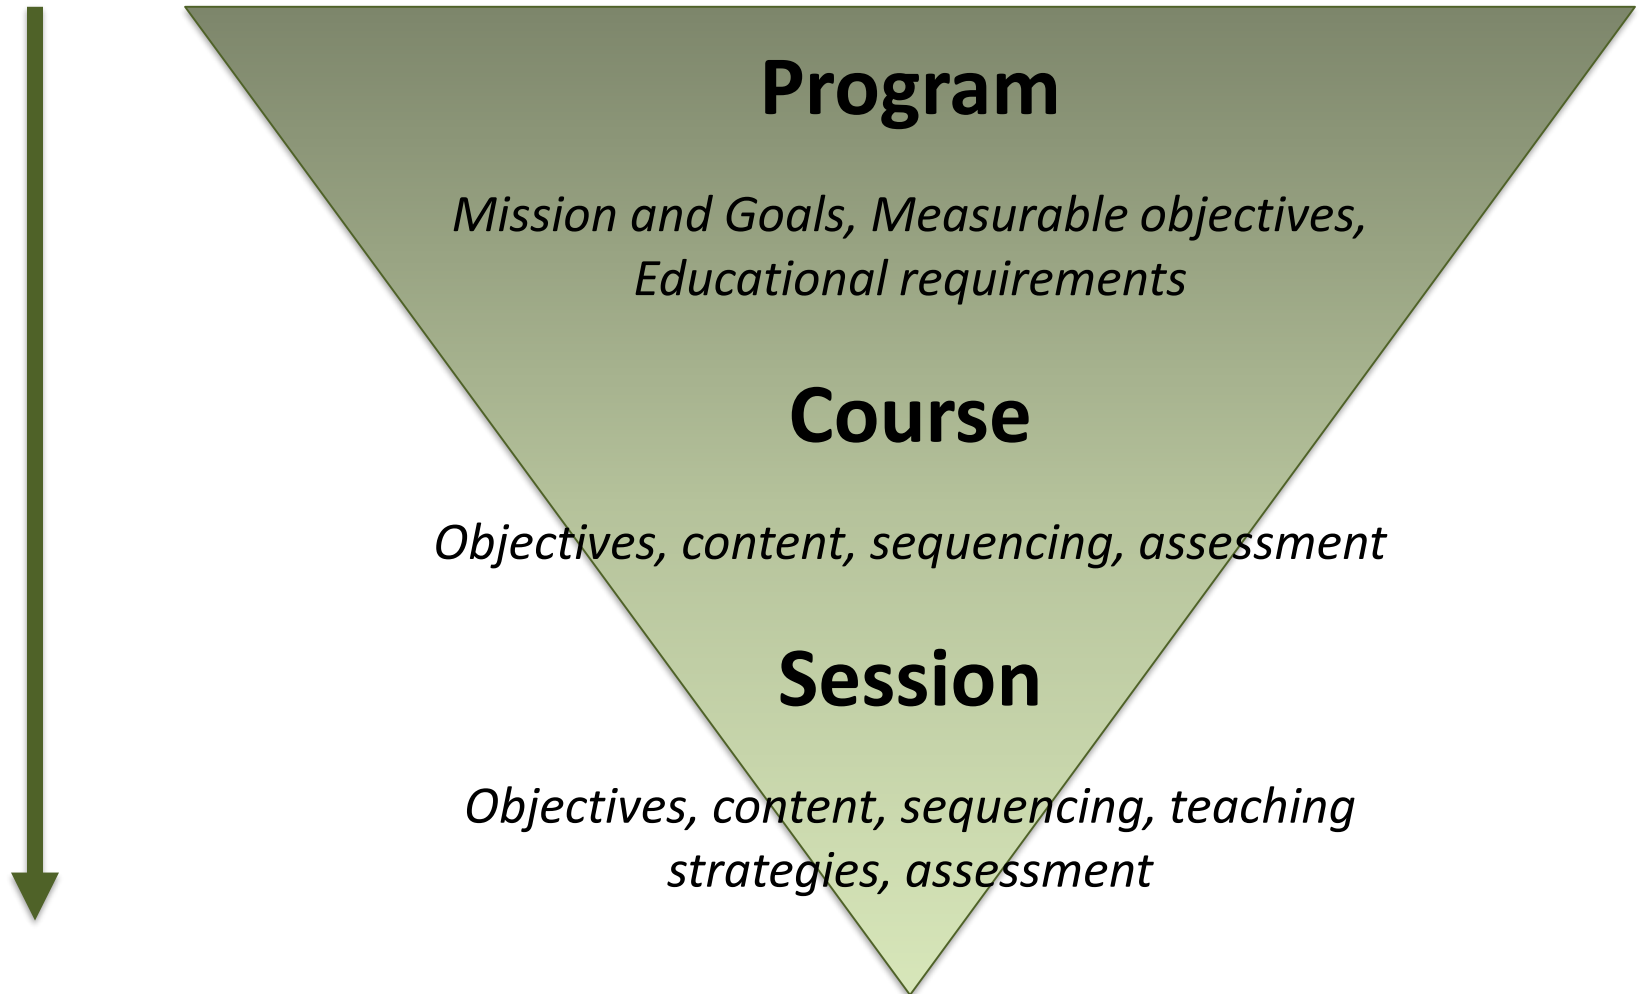 Program
Mission and Goals, Measurable objectives,
Educational requirements
Course
Objectives, content, sequencing, assessment
Session
Objectives, content, sequencing, teaching
strategies, assessment